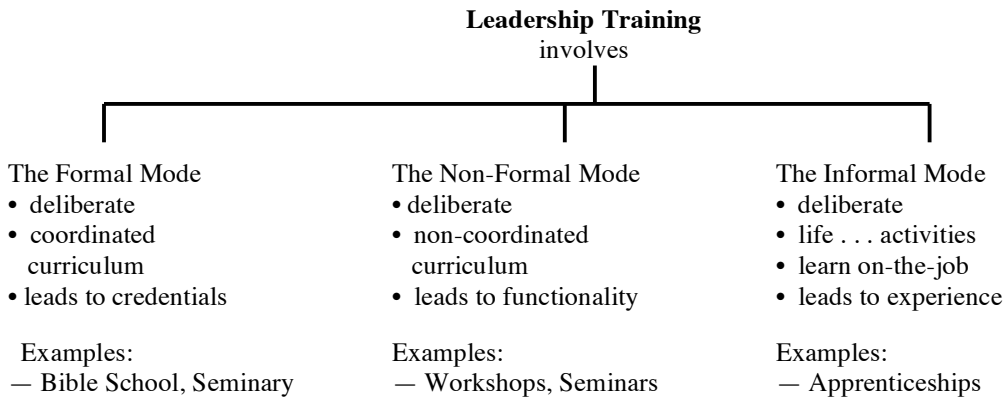 Leadership Training
involves
The Formal Mode
• deliberate
• coordinated
curriculum
• leads to credentials
Examples:
— Bible School, Seminary
The Non-Formal Mode
• deliberate
• non-coordinated
curriculum
• leads to functionality
Examples:
— Workshops, Seminars
The Informal Mode
• deliberate
• life . . . activities
• learn on-the-job
• leads to experience
Examples:
— Apprenticeships